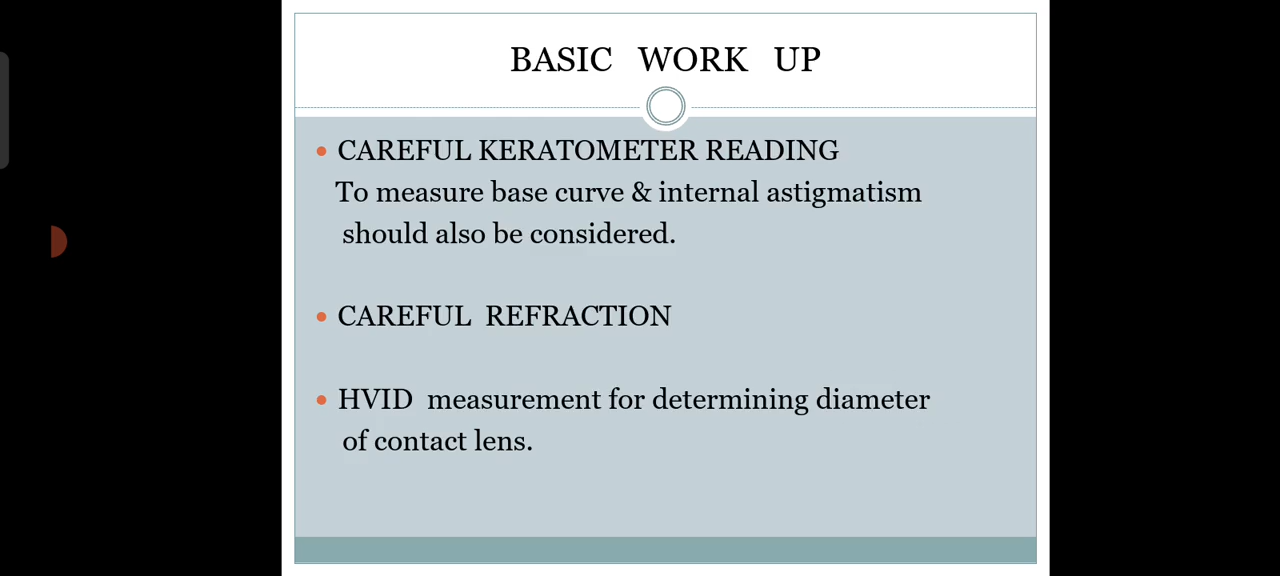 BASIC WORK UP
• CAREFUL KERATOMETER READING
To measure base curve & internal astigmatism
should also be considered.
• CAREFUL REFRACTION
• HVID measurement for determining diameter
of contact lens.